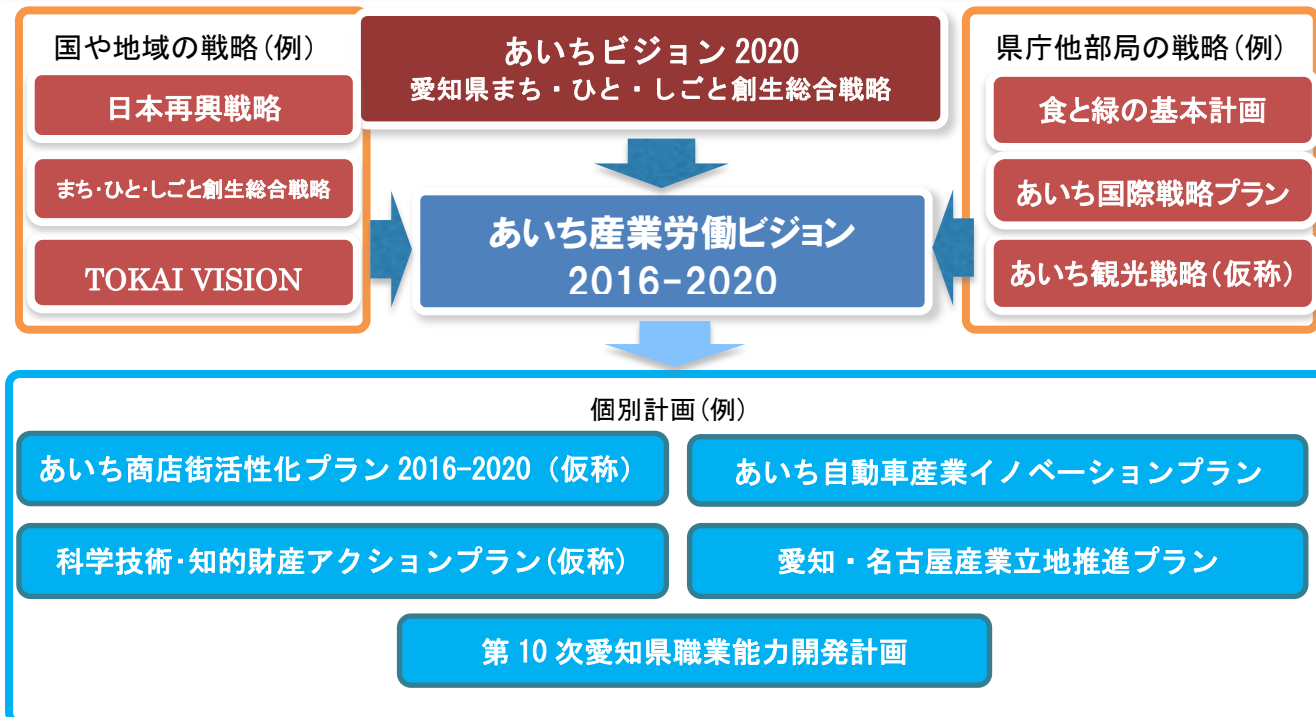 国や地域の戦略(例)
日本再興戦略
まち・ひと・しごと創生総合戦略
TOKAI VISION
あいちビジョン 2020
愛知県まち・ひと・しごと創生総合戦略
県庁他部局の戦略(例)
食と緑の基本計画
あいち国際戦略プラン
あいち観光戦略(仮称)
あいち産業労働ビジョン
2016-2020
個別計画(例)
あいち商店街活性化プラン 2016-2020(仮称)
あいち自動車産業イノベーションプラン
科学技術・知的財産アクションプラン(仮称)
愛知・名古屋産業立地推進プラン
第 10 次愛知県職業能力開発計画